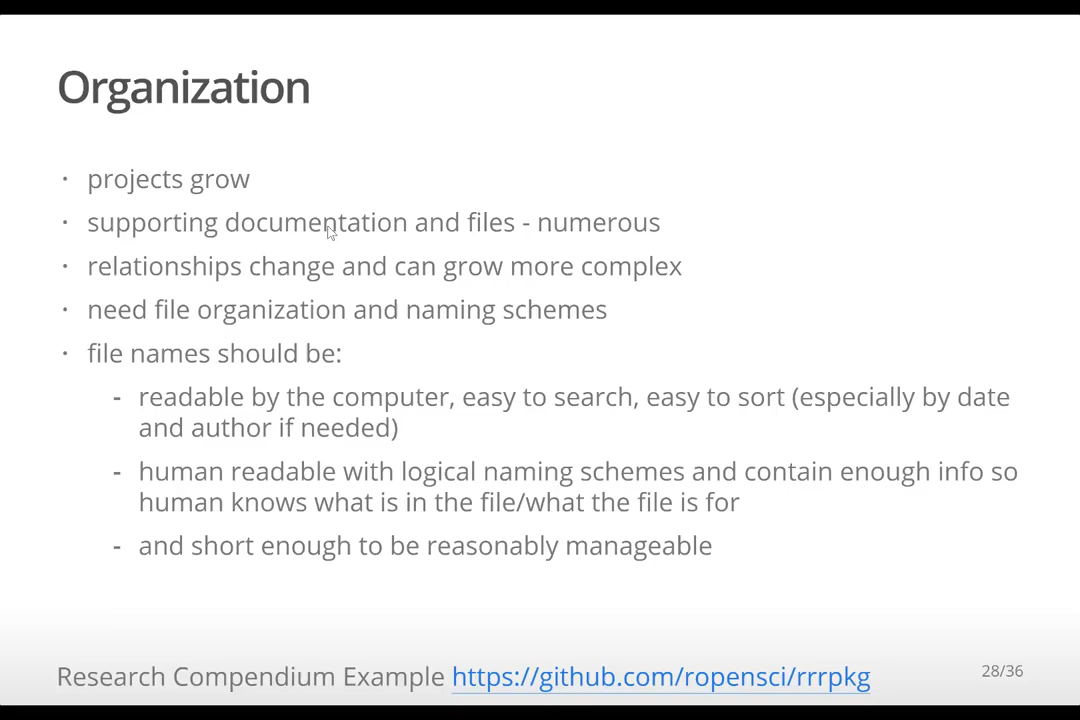 Organization
· projects grow
· supporting documentation and files - numerous
· relationships change and can grow more complex
· need file organization and naming schemes
· file names should be:
- readable by the computer, easy to search, easy to sort (especially by date
and author if needed)
- human readable with logical naming schemes and contain enough info so
human knows what is in the file/what the file is for
- and short enough to be reasonably manageable
Research Compendium Example https://github.com/ropensci/rrrpkg
28/36